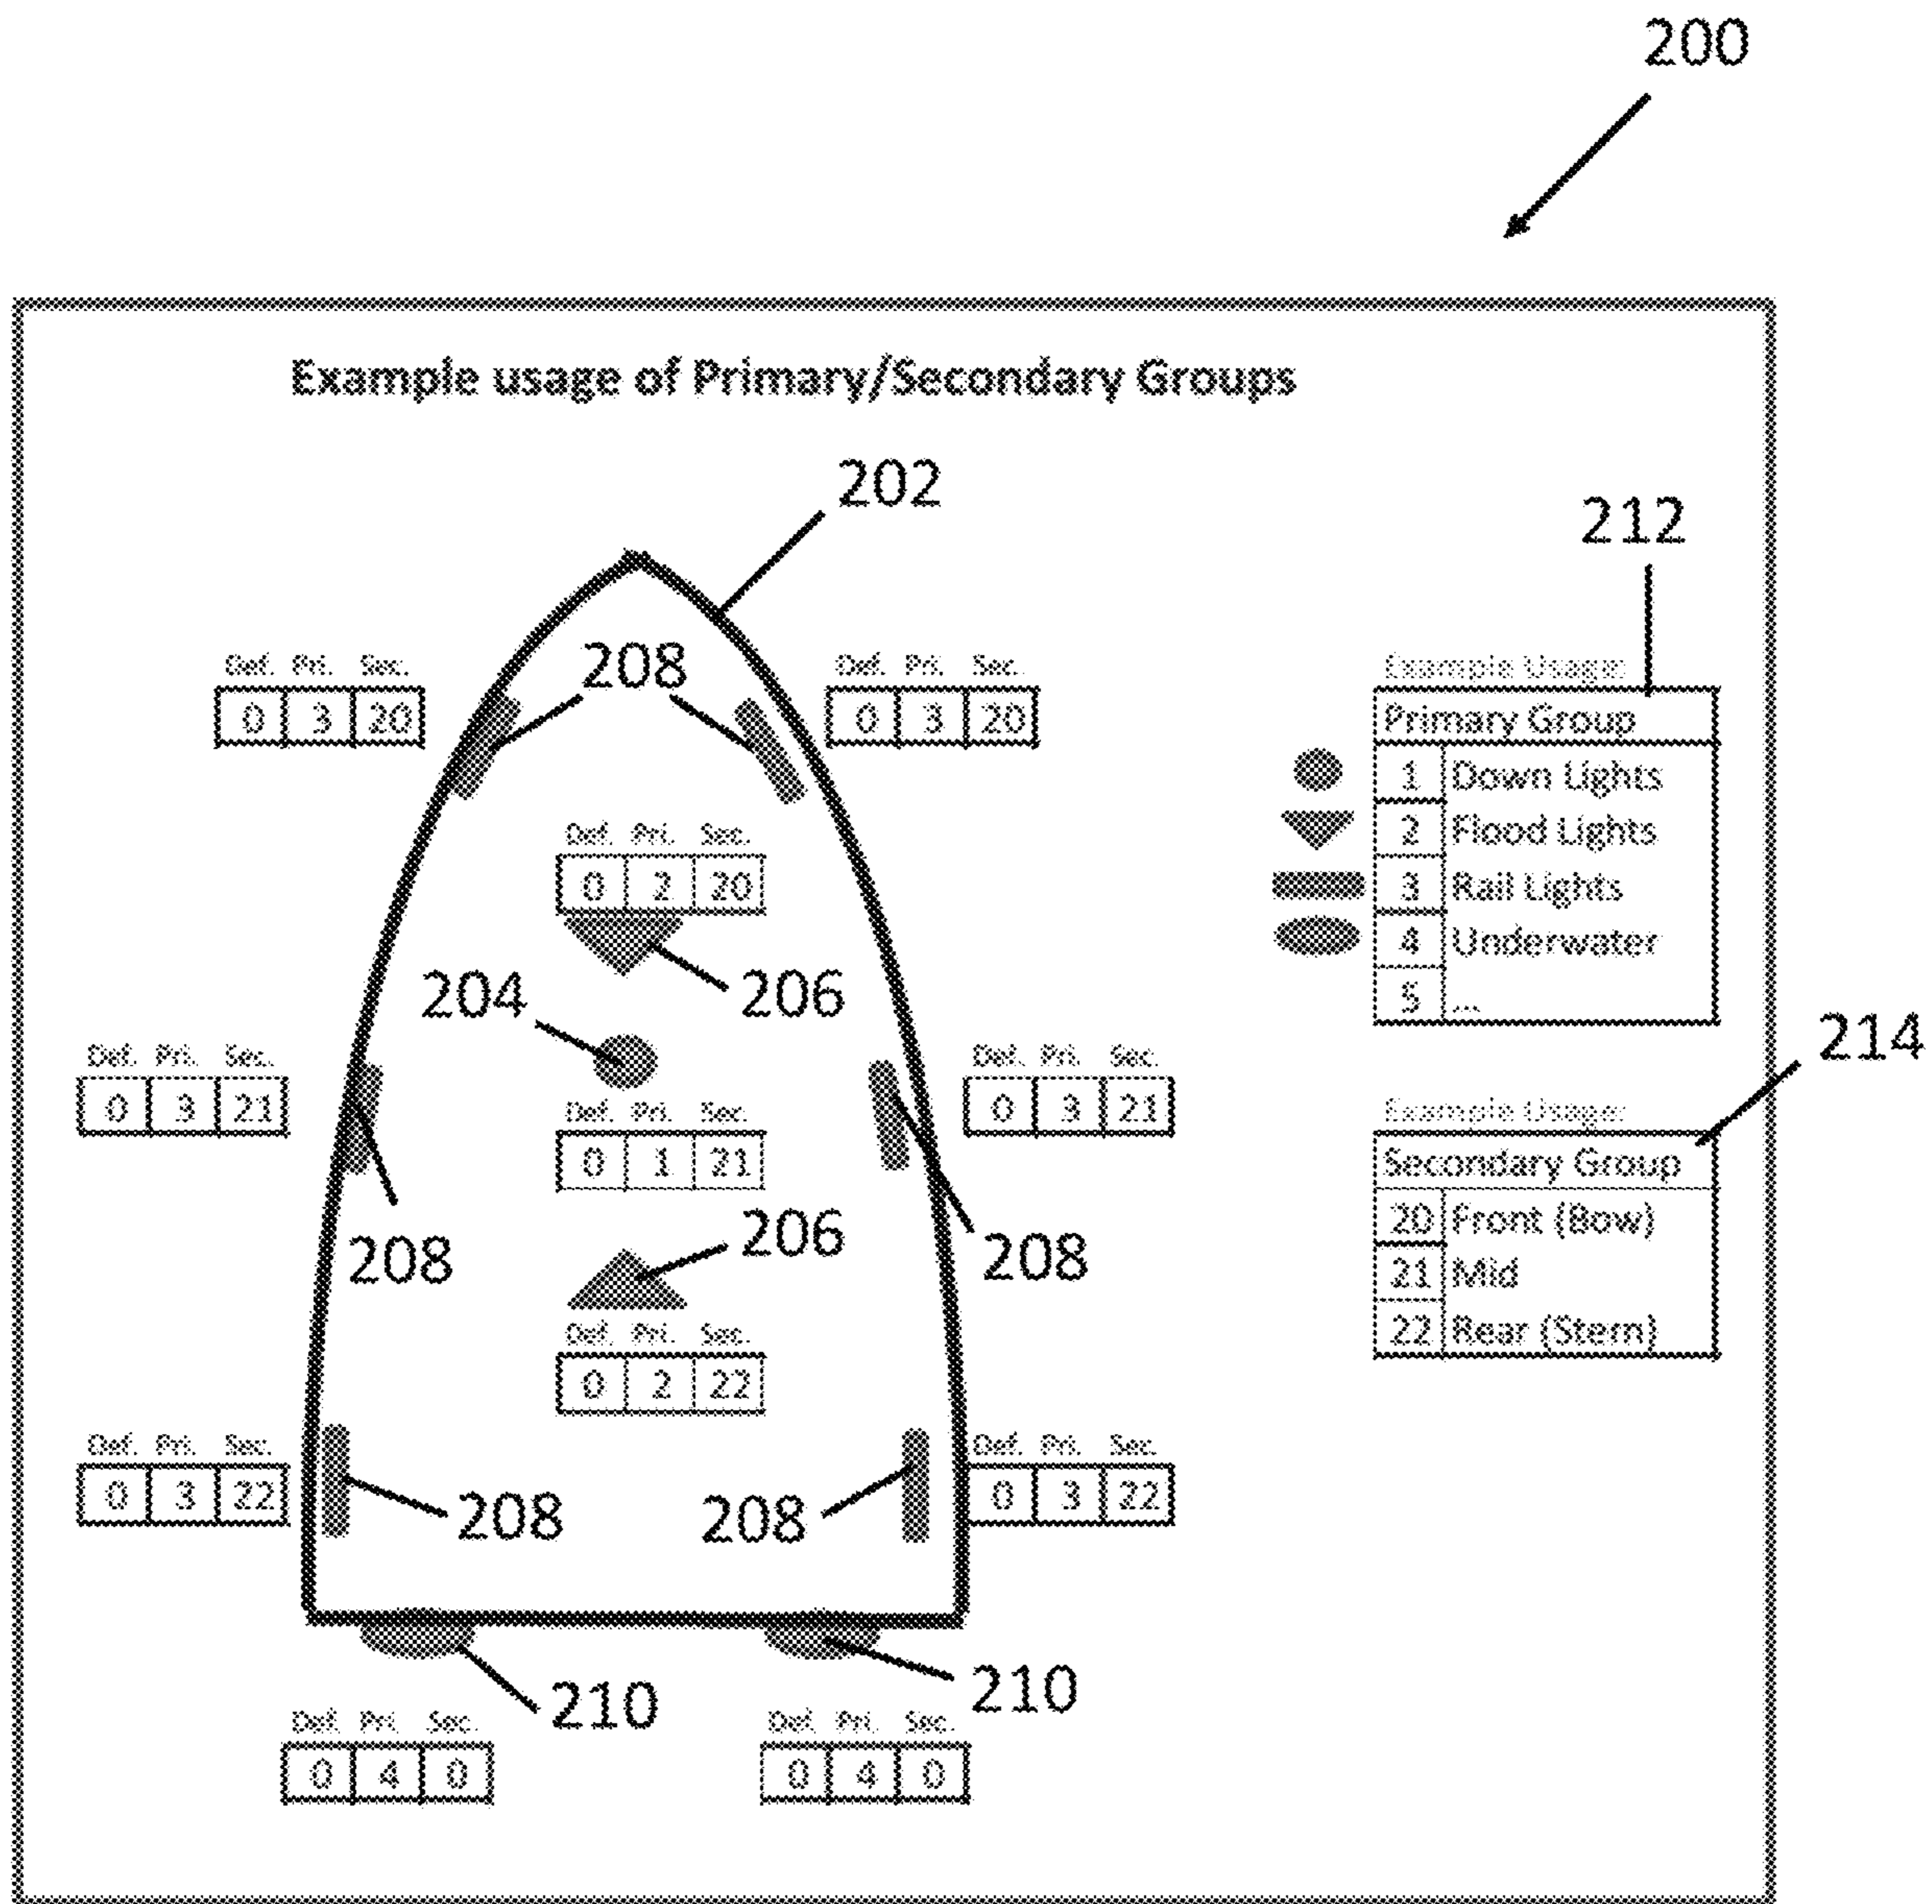 200
Example usage of Primary/Secondary Groups
202
212
208
Def. Pri. Sec.
0 3 20
Def. Pri. Sec.
0 3 20
Example Usage:
Primary Group
1 Down Lights
2 Flood Lights
3 Rail Lights
4 Underwater
5 ...
Def. Pri. Sec.
0 2 20
206
204
214
Def. Pri. Sec.
0 3 21
Def. Pri. Sec.
0 1 21
Def. Pri. Sec.
0 3 21
Example Usage:
Secondary Group
20 Front (Bow)
21 Mid
22 Rear (Stern)
208
206
208
Def. Pri. Sec.
0 2 22
Def. Pri. Sec.
0 3 22
208
208
Def. Pri. Sec.
0 3 22
210
210
Def. Pri. Sec.
0 4 0
Def. Pri. Sec.
0 4 0